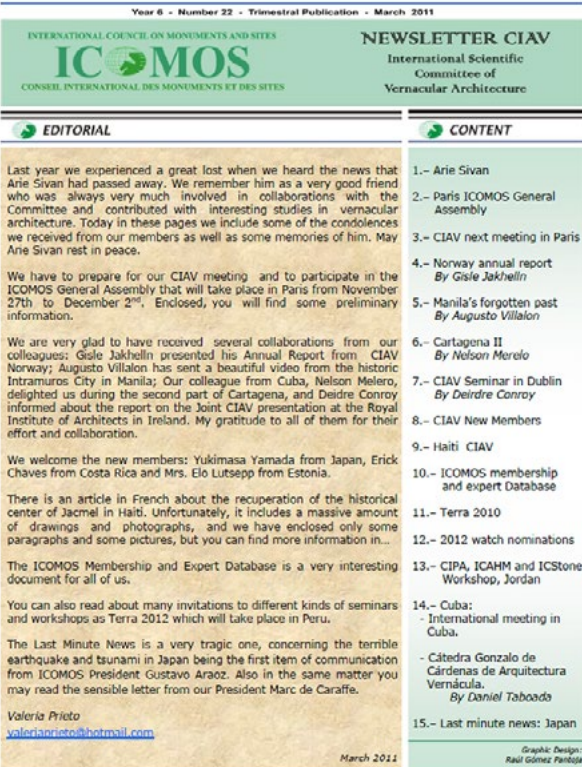 Year 6 - Number 22 - Trimestral Publication - March 2011
INTERNATIONAL COUNCIL ON MONUMENTS AND SITES
ICOMOS
CONSEIL INTERNATIONAL DES MONUMENTS ET DES SITES
NEWSLETTER CIAV
International Scientific
Committee of
Vernacular Architecture
EDITORIAL
Last year we experienced a great lost when we heard the news that
Arie Sivan had passed away. We remember him as a very good friend
who was always very much involved in collaborations with the
Committee and contributed with interesting studies in vernacular
architecture. Today in these pages we include some of the condolences
we received from our members as well as some memories of him. May
Arie Sivan rest in peace.
We have to prepare for our CIAV meeting and to participate in the
ICOMOS General Assembly that will take place in Paris from November
27th to December 2nd. Enclosed, you will find some preliminary
information.
We are very glad to have received several collaborations from our
colleagues: Gisle Jakhelln presented his Annual Report from CIAV
Norway; Augusto Villalon has sent a beautiful video from the historic
Intramuros City in Manila; Our colleague from Cuba, Nelson Melero,
delighted us during the second part of Cartagena, and Deidre Conroy
informed about the report on the Joint CIAV presentation at the Royal
Institute of Architects in Ireland. My gratitude to all of them for their
effort and collaboration.
We welcome the new members: Yukimasa Yamada from Japan, Erick
Chaves from Costa Rica and Mrs. Elo Lutsepp from Estonia.
There is an article in French about the recuperation of the historical
center of Jacmel in Haiti. Unfortunately, it includes a massive amount
of drawings and photographs, and we have enclosed only some
paragraphs and some pictures, but you can find more information in...
The ICOMOS Membership and Expert Database is a very interesting
document for all of us.
You can also read about many invitations to different kinds of seminars
and workshops as Terra 2012 which will take place in Peru.
The Last Minute News is a very tragic one, concerning the terrible
earthquake and tsunami in Japan being the first item of communication
from ICOMOS President Gustavo Araoz. Also in the same matter you
may read the sensible letter from our President Marc de Caraffe.
Valeria Prieto
valeriaprieto@hotmail.com
March 2011
CONTENT
1.- Arie Sivan
2.- Paris ICOMOS General
Assembly
3.- CIAV next meeting in Paris
4.- Norway annual report
By Gisle Jakhelln
5.- Manila's forgotten past
By Augusto Villalon
6.- Cartagena II
By Nelson Merelo
7.- CIAV Seminar in Dublin
By Deirdre Conroy
8.- CIAV New Members
9.- Haiti CIAV
10.- ICOMOS membership
and expert Database
11.- Terra 2010
12.- 2012 watch nominations
13.- CIPA, ICAHM and ICStone
Workshop, Jordan
14.- Cuba:
- International meeting in
Cuba.
- Cátedra Gonzalo de
Cárdenas de Arquitectura
Vernácula.
By Daniel Taboada
15.- Last minute news: Japan
Graphic Design:
Raúl Gómez Pantoja